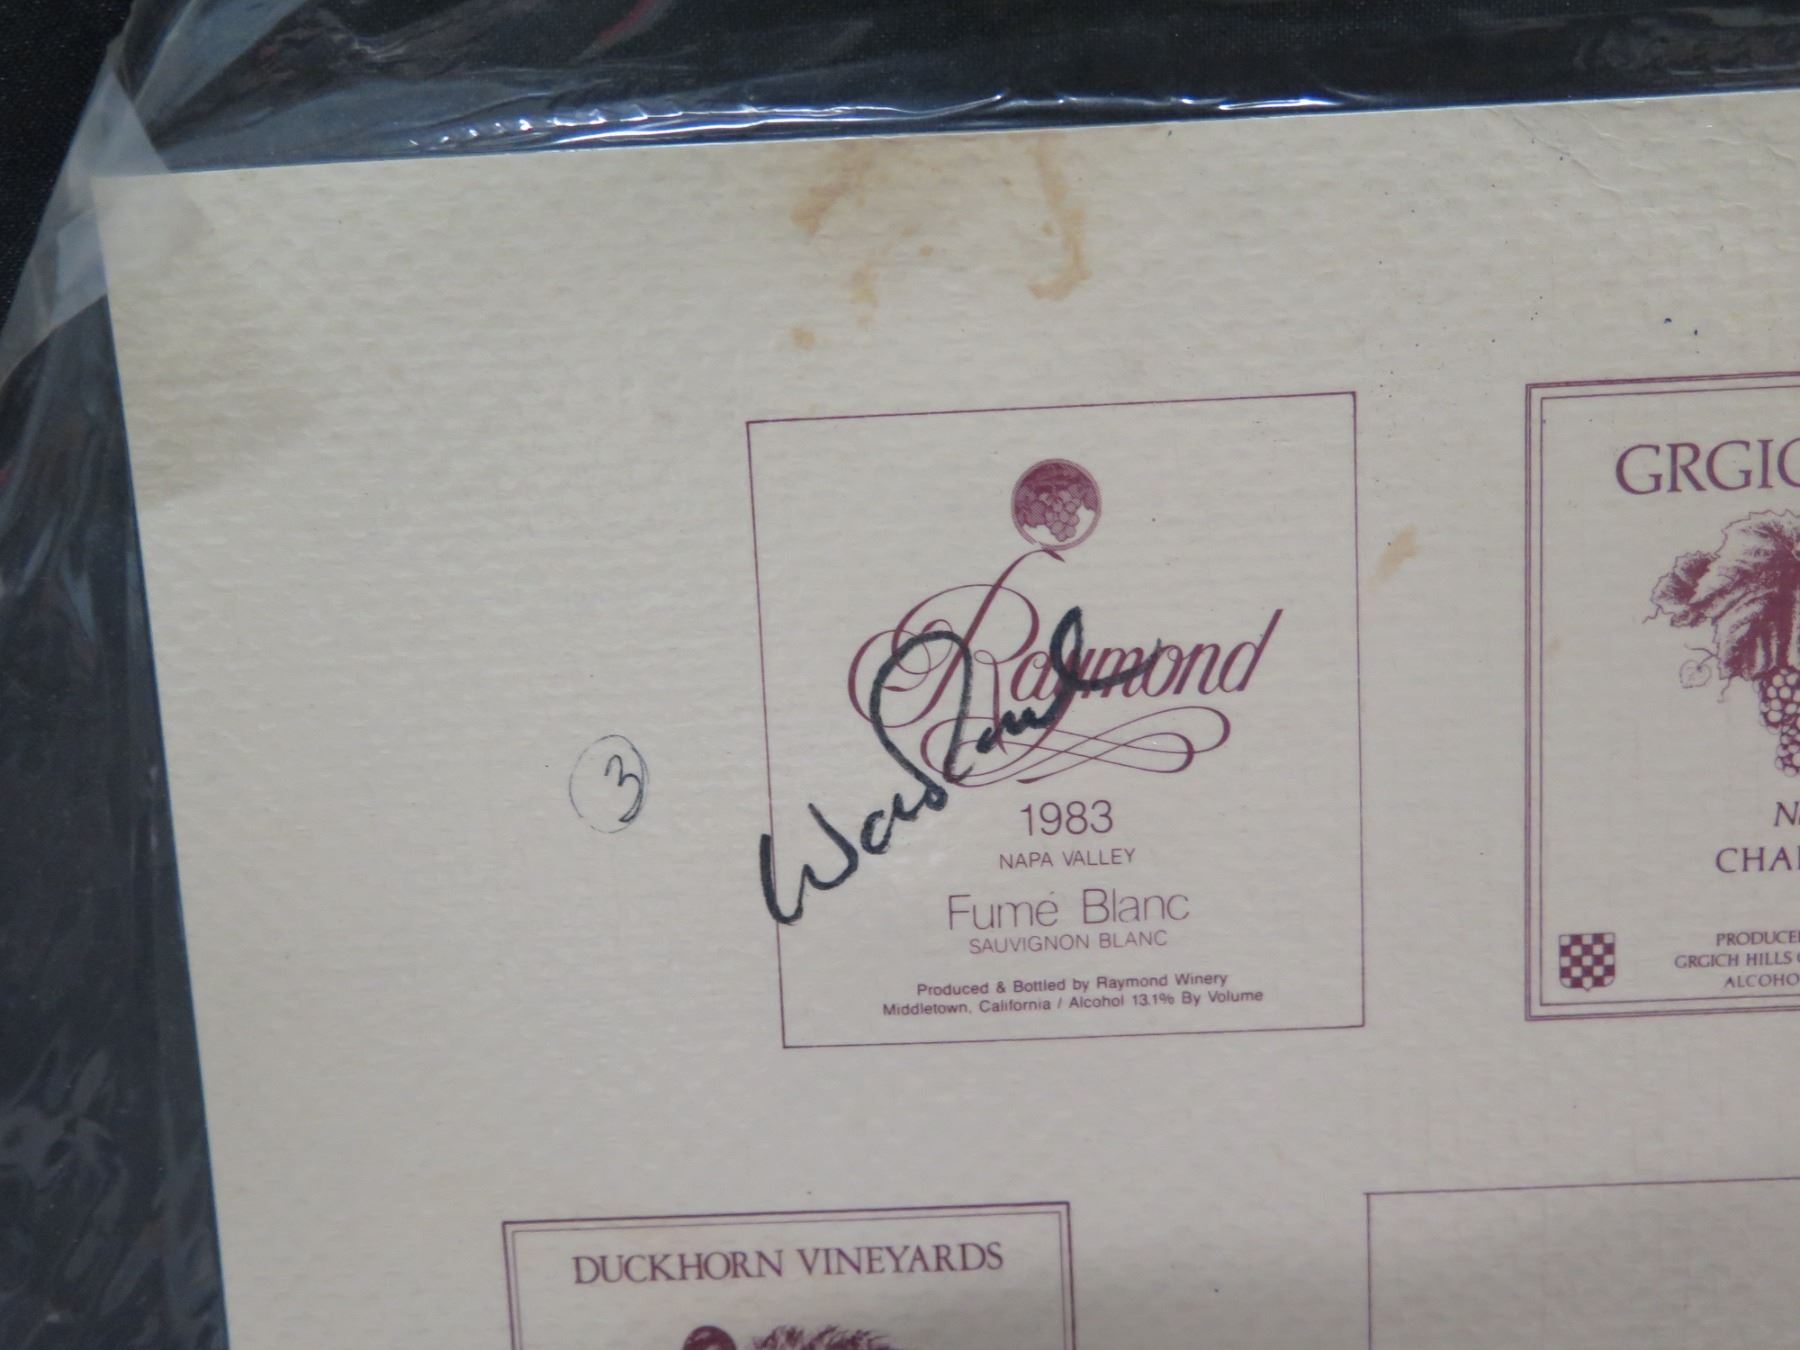 Raymond
1983
NAPA VALLEY
Fumé Blanc
SAUVIGNON BLANC
Produced & Bottled by Raymond Winery
Middletown, California / Alcohol 13.1% By Volume
3
GRGIC
CHA
PRODUCE
GRGICH HILLS
ALCOHO
DUCKHORN VINEYARDS